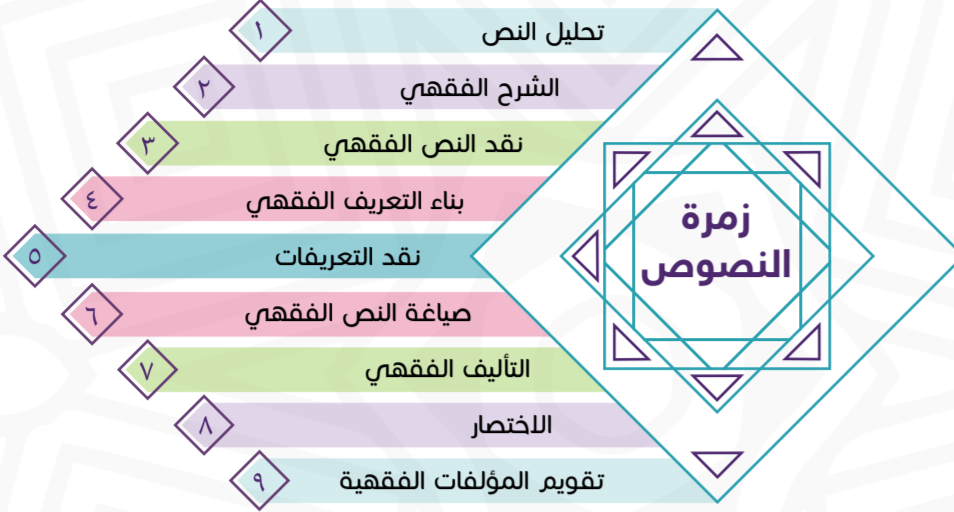 زمرة
النصوص
١ تحليل النص
٢ الشرح الفقهي
٣ نقد النص الفقهي
٤ بناء التعريف الفقهي
٥ نقد التعريفات
٦ صياغة النص الفقهي
٧ التأليف الفقهي
٨ الاختصار
٩ تقويم المؤلفات الفقهية